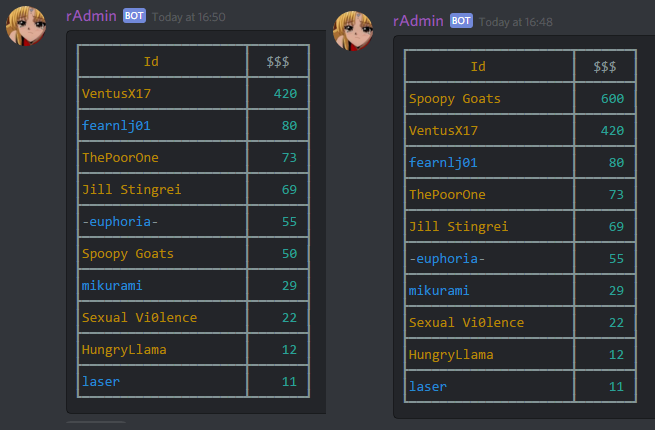 rAdmin BOT Today at 16:50
Id $$$
VentusX17 420
fearnlj01 80
ThePoorOne 73
Jill Stingrei 69
-euphoria- 55
Spoopy Goats 50
mikurami 29
Sexual Vi0lence 22
HungryLlama 12
laser 11
rAdmin BOT Today at 16:48
Id $$$
Spoopy Goats 600
VentusX17 420
fearnlj01 80
ThePoorOne 73
Jill Stingrei 69
-euphoria- 55
mikurami 29
Sexual Vi0lence 22
HungryLlama 12
laser 11